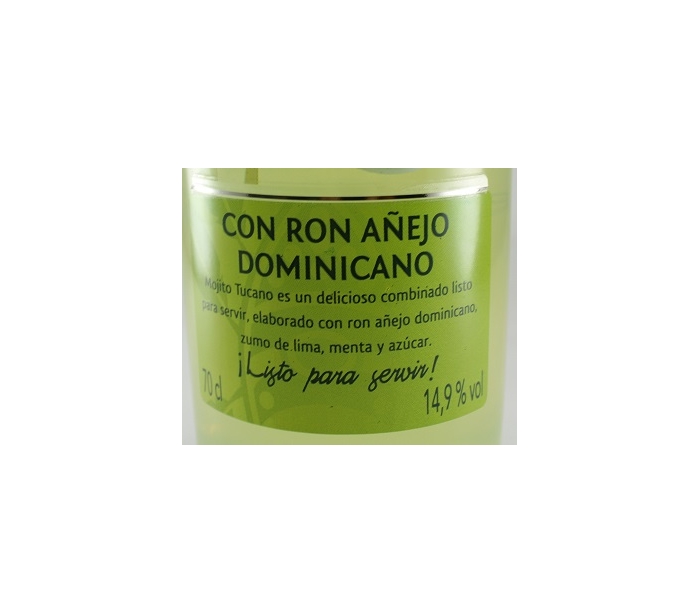 CON RON AÑEJO
DOMINICANO
Mojito Tucano es un delicioso combinado listo
para servir, elaborado con ron añejo dominicano,
zumo de lima, menta y azúcar.
¡Listo para servir!
70 cl
14,9 % vol